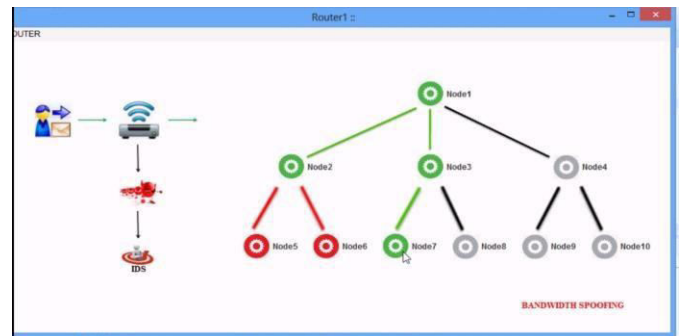 Router1 ::
OUTER
Node1
Node2
Node3
Node4
Node5
Node6
Node7
Node8
Node9
Node10
IDS
BANDWIDTH SPOOFING